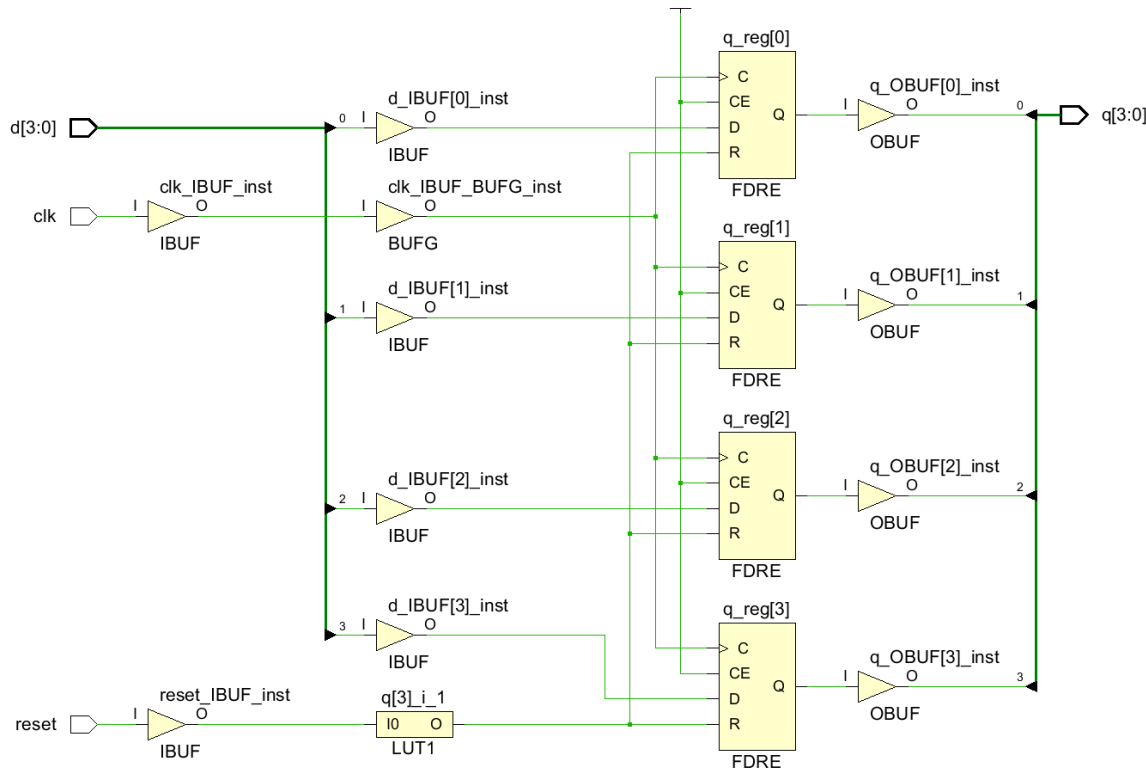 q_reg[0]
C
CE
D
R
Q
FDRE
d[3:0]
0
I
d_IBUF[0]_inst
O
IBUF
I
q_OBUF[0]_inst
O
OBUF
0
q[3:0]
clk
I
clk_IBUF_inst
O
IBUF
I
clk_IBUF_BUFG_inst
O
BUFG
q_reg[1]
C
CE
D
R
Q
FDRE
1
I
d_IBUF[1]_inst
O
IBUF
I
q_OBUF[1]_inst
O
OBUF
1
q_reg[2]
C
CE
D
R
Q
FDRE
2
I
d_IBUF[2]_inst
O
IBUF
I
q_OBUF[2]_inst
O
OBUF
2
q_reg[3]
C
CE
D
R
Q
FDRE
3
I
d_IBUF[3]_inst
O
IBUF
I
q_OBUF[3]_inst
O
OBUF
3
reset
I
reset_IBUF_inst
O
IBUF
q[3]_i_1
I0
O
LUT1